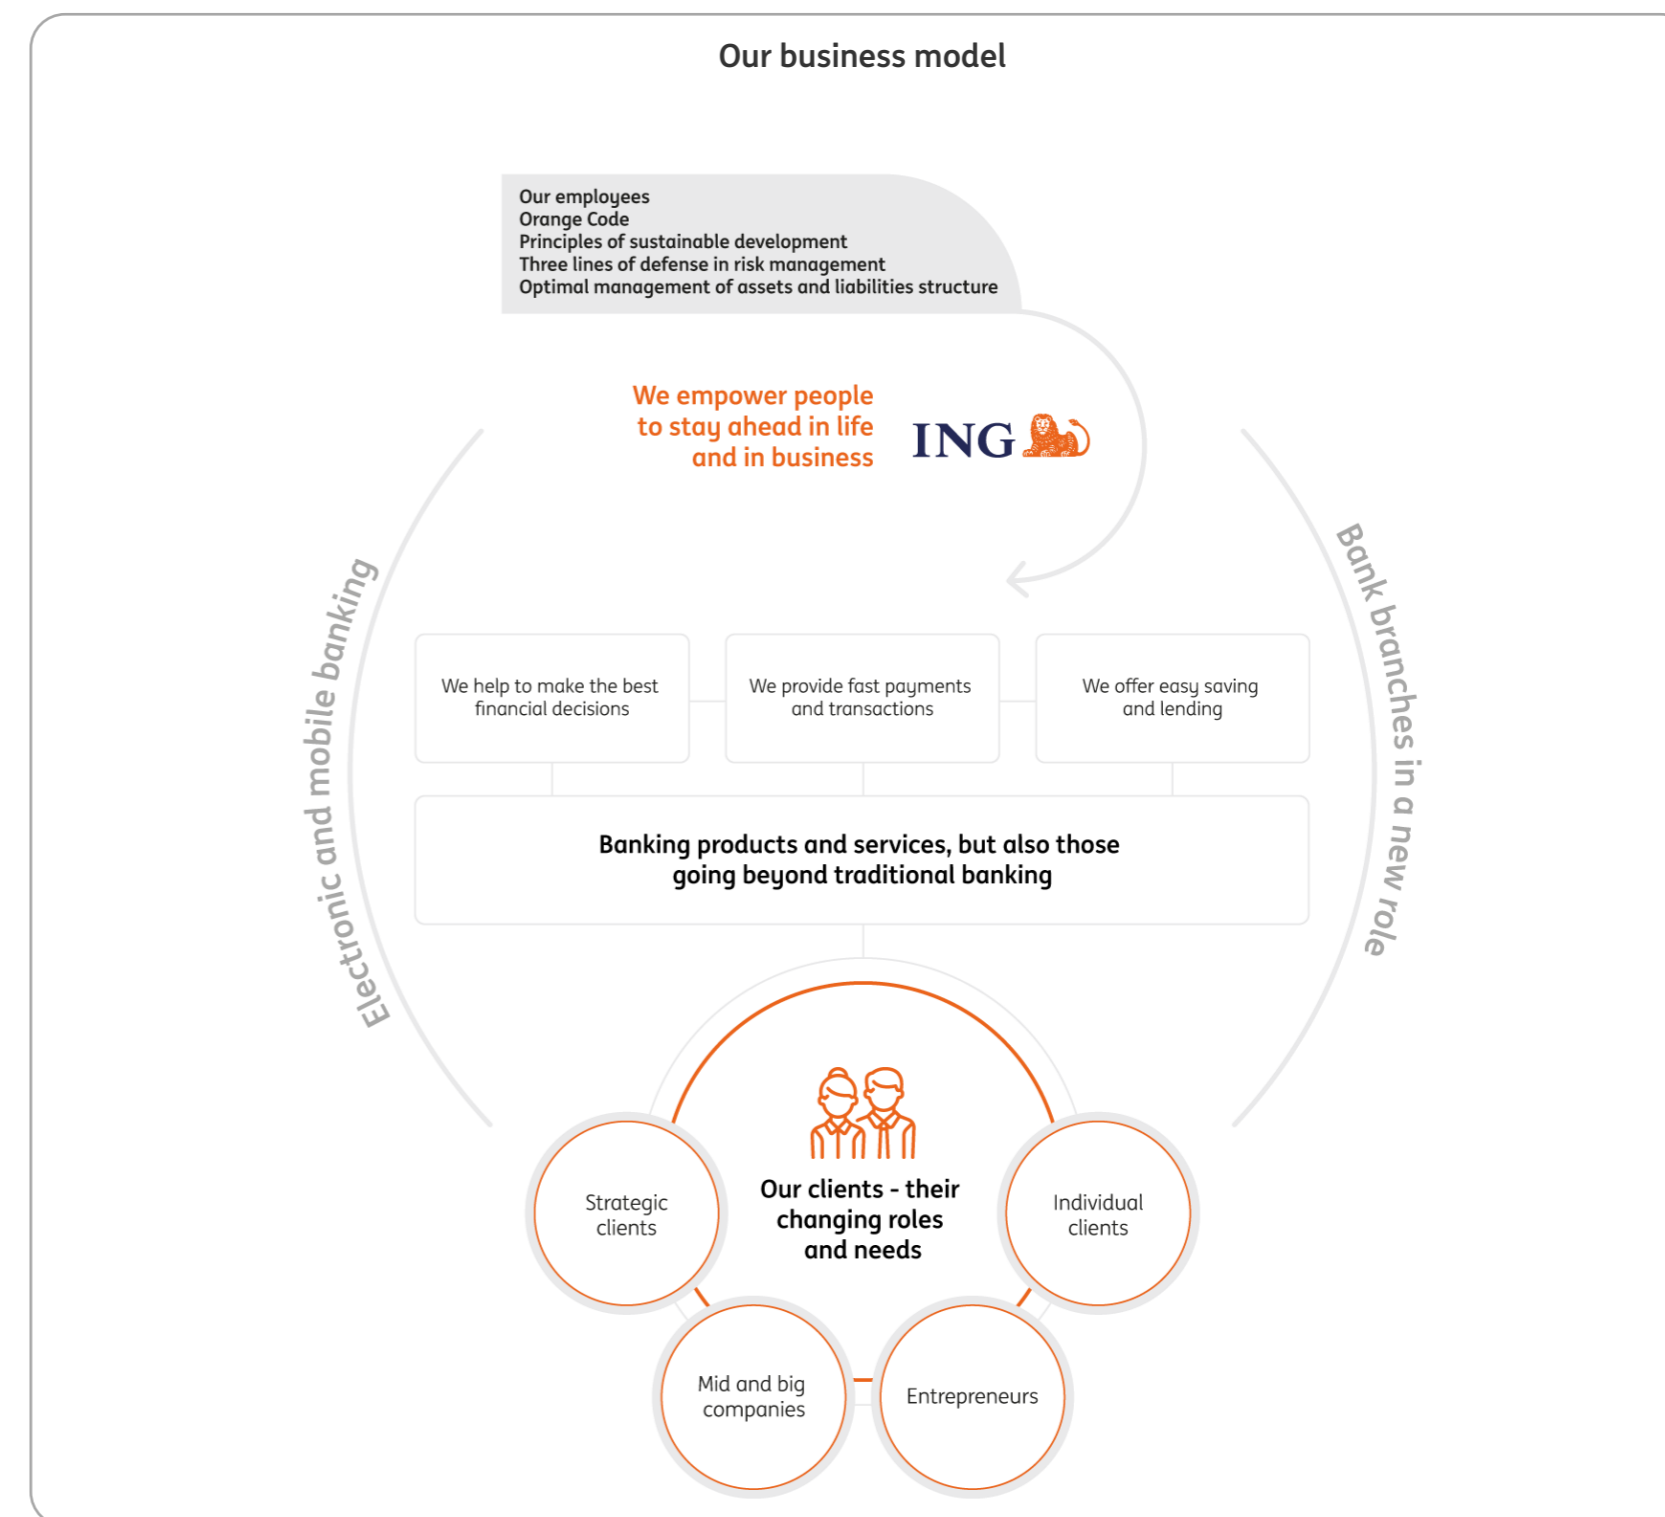 Our business model
Our employees
Orange Code
Principles of sustainable development
Three lines of defense in risk management
Optimal management of assets and liabilities structure
We empower people
to stay ahead in life
and in business
ING
Electronic and mobile banking
Bank branches in a new role
We help to make the best
financial decisions
We provide fast payments
and transactions
We offer easy saving
and lending
Banking products and services, but also those
going beyond traditional banking
Our clients - their
changing roles
and needs
Strategic
clients
Individual
clients
Mid and big
companies
Entrepreneurs